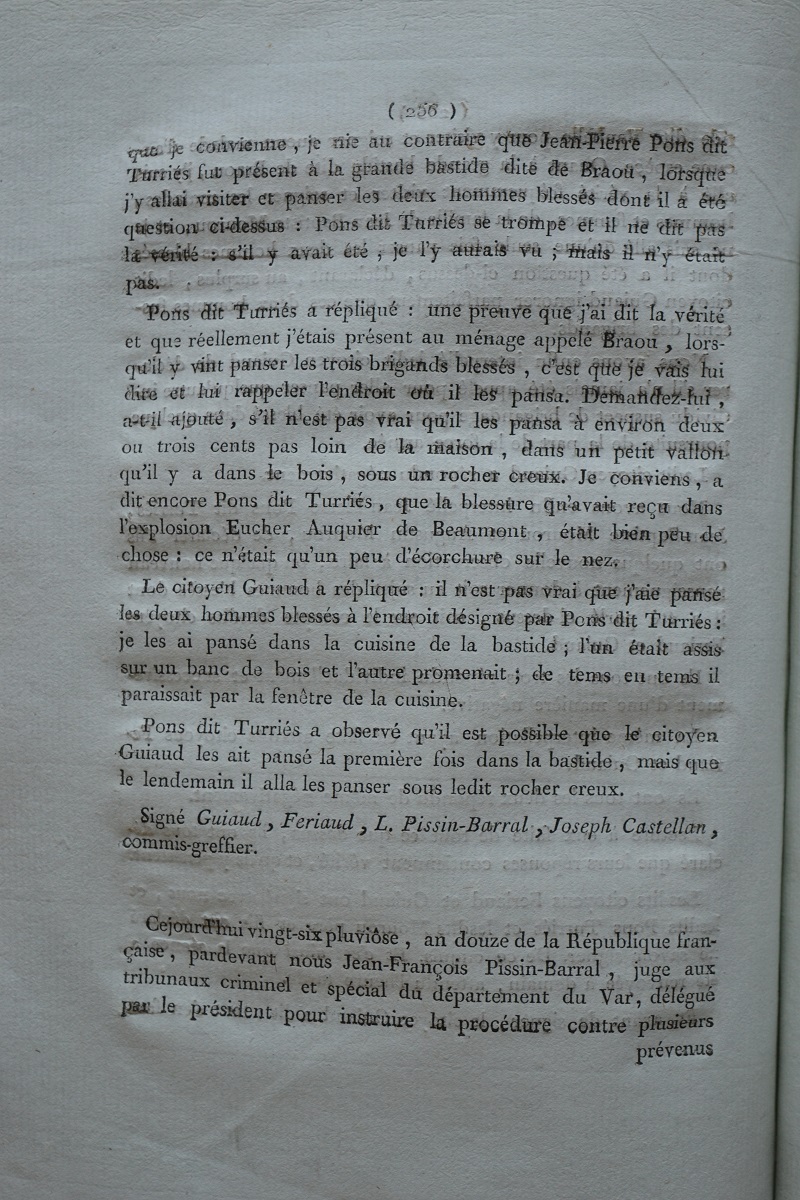 ( 256 )
que je convienne, je nie au contraire que Jean-Pierre Pons dit
Turriés fut présent à la grande bastide dite de Braou, lorsque
j'y allai visiter et panser les deux hommes blessés dont il a été
question ci-dessus : Pons dit Turriés se trompe et il ne dit pas
la vérité : s'il y avait été, je l'y aurais vu ; mais il n'y était
pas.
Pons dit Turriés a répliqué : une preuve que j'ai dit la vérité
et que réellement j'étais présent au ménage appelé Braou, lors-
qu'il y vint panser les trois brigands blessés, c'est que je vais lui
dire et lui rappeler l'endroit où il les pansa. Demandez-lui,
a-t-il ajouté, s'il n'est pas vrai qu'il les pansa à environ deux
ou trois cents pas loin de la maison, dans un petit vallon
qu'il y a dans le bois, sous un rocher creux. Je conviens, a
dit encore Pons dit Turriés, que la blessure qu'avait reçu dans
l'explosion Eucher Auquier de Beaumont, était bien peu de
chose : ce n'était qu'un peu d'écorchure sur le nez.
Le citoyen Guiaud a répliqué : il n'est pas vrai que j'aie pansé
les deux hommes blessés à l'endroit désigné par Pons dit Turriés :
je les ai pansé dans la cuisine de la bastide ; l'un était assis
sur un banc de bois et l'autre promenait ; de tems en tems il
paraissait par la fenêtre de la cuisine.
Pons dit Turriés a observé qu'il est possible que le citoyen
Guiaud les ait pansé la première fois dans la bastide, mais que
le lendemain il alla les panser sous ledit rocher creux.
Signé Guiaud, Feriaud, L. Pissin-Barral, Joseph Castellan,
commis-greffier.
Cejourd'hui vingt-six pluviôse, an douze de la République fran-
çaise, pardevant nous Jean-François Pissin-Barral, juge aux
tribunaux criminel et spécial du département du Var, délégué
par le président pour instruire la procédure contre plusieurs
prévenus